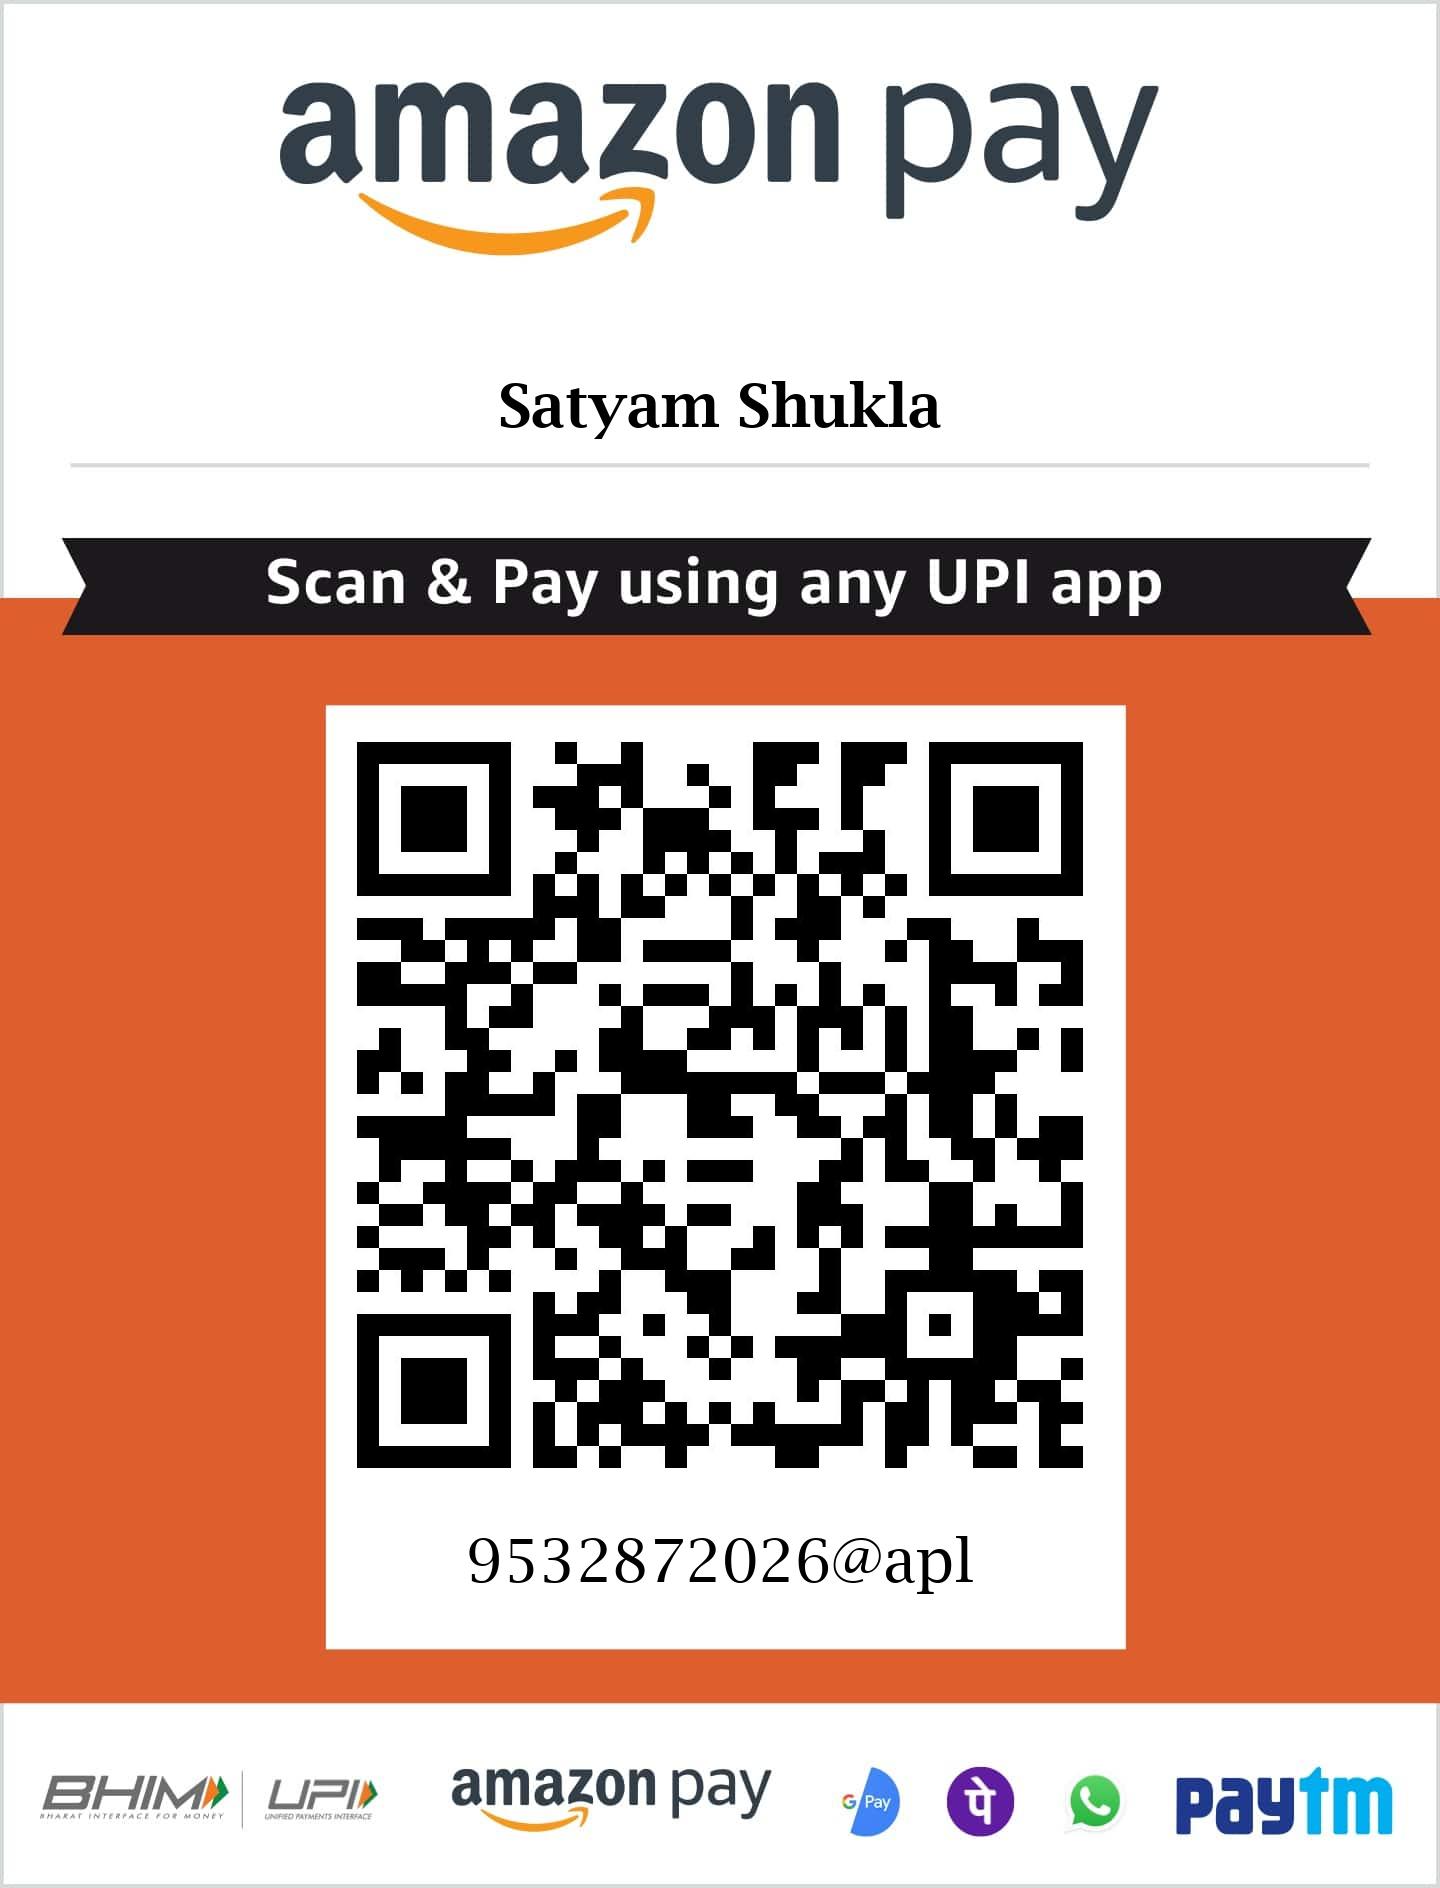 amazon pay
Satyam Shukla
Scan & Pay using any UPI app
9532872026@apl
BHIM UPI amazon pay G Pay पे paytm
BHARAT INTERFACE FOR MONEY UNIFIED PAYMENTS INTERFACE